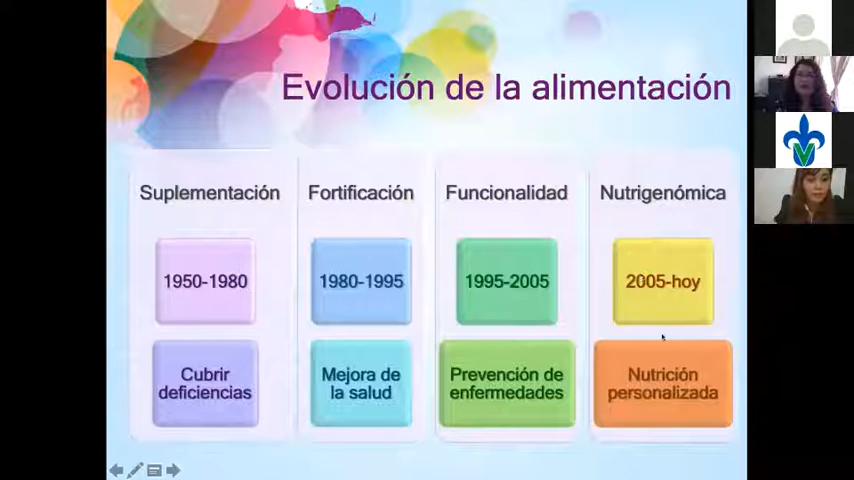 Evolución de la alimentación
Suplementación
1950-1980
Cubrir
deficiencias
Fortificación
1980-1995
Mejora de
la salud
Funcionalidad
1995-2005
Prevención de
enfermedades
Nutrigenómica
2005-hoy
Nutrición
personalizada